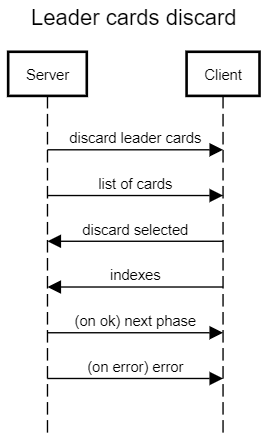 Leader cards discard
Server
Client
discard leader cards
list of cards
discard selected
indexes
(on ok) next phase
(on error) error